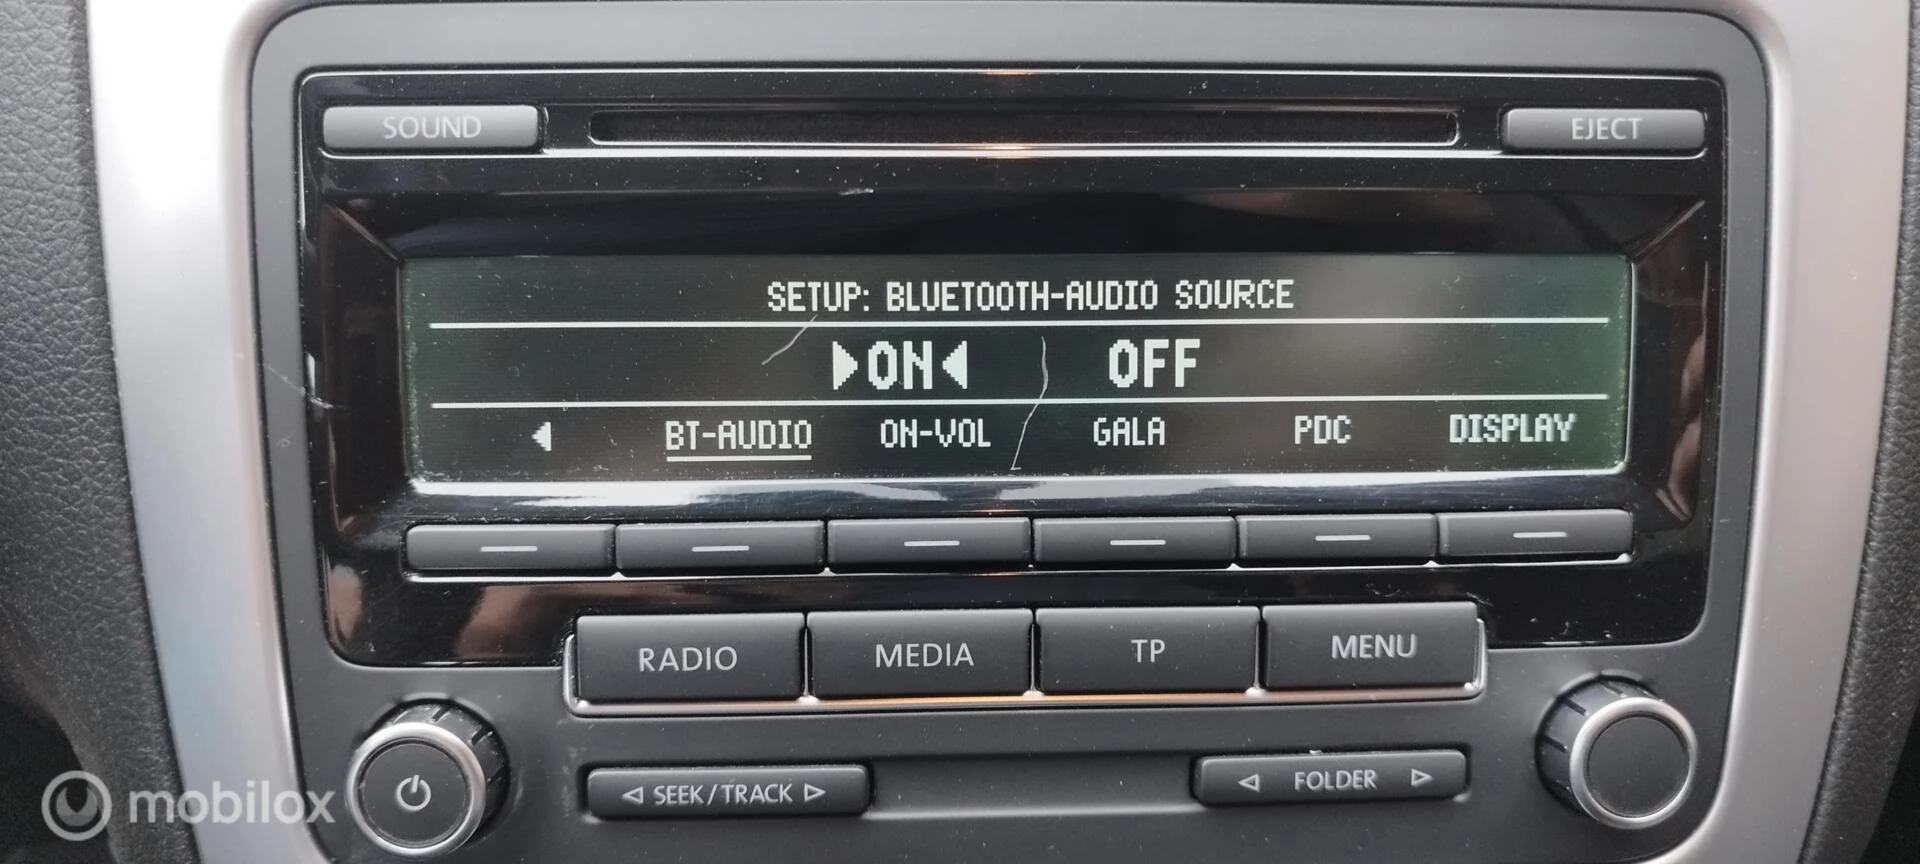 SOUND
EJECT
SETUP: BLUETOOTH-AUDIO SOURCE
ON OFF
BT-AUDIO ON-VOL GALA PDC DISPLAY
RADIO MEDIA TP MENU
SEEK/TRACK
FOLDER
mobilox